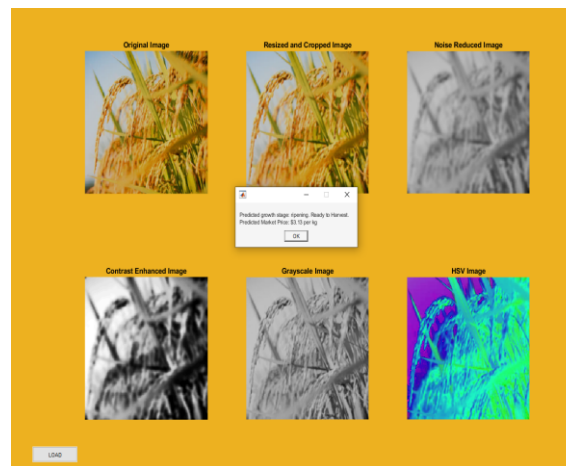 Original Image
Resized and Cropped Image
Noise Reduced Image
Predicted growth stage: ripening, Ready to Harvest.
Predicted Market Price: $3.13 per kg
OK
Contrast Enhanced Image
Grayscale Image
HSV Image
LOAD